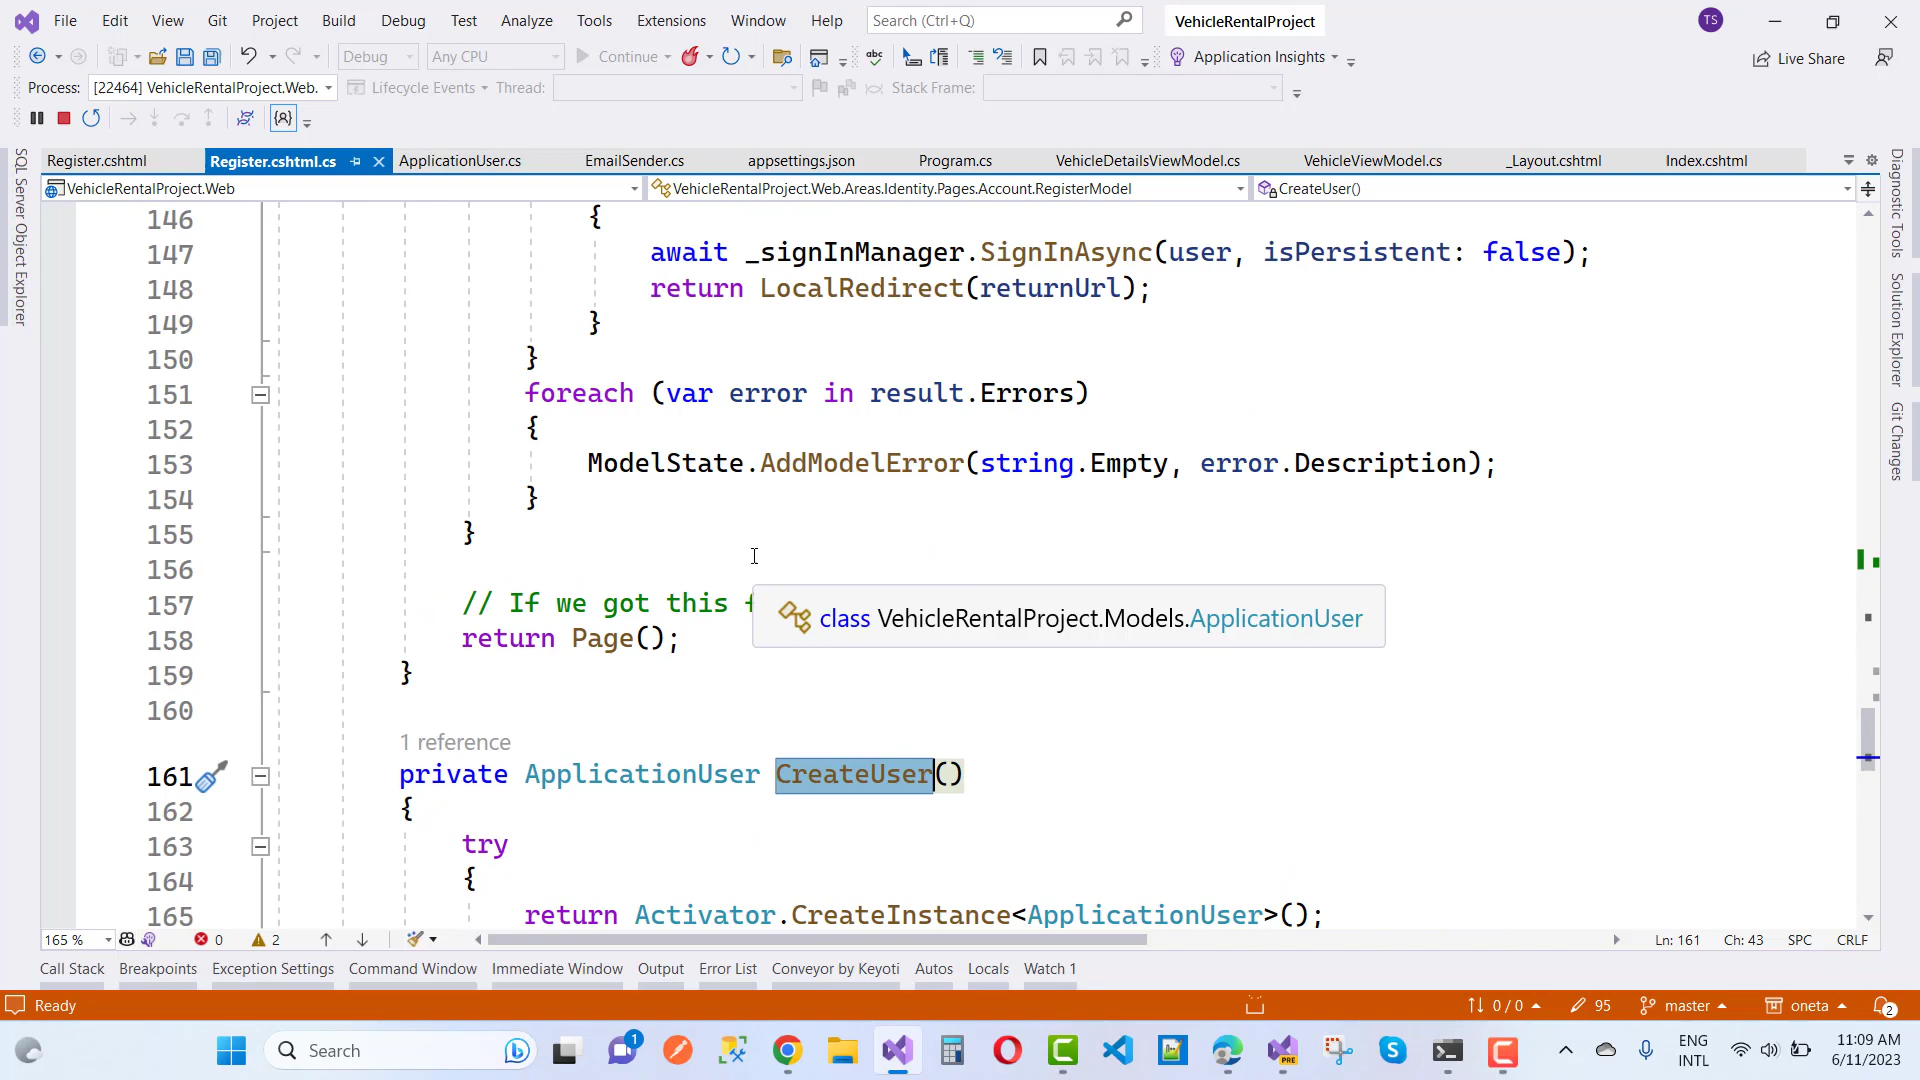 File Edit View Git Project Build Debug Test Analyze Tools Extensions Window Help Search (Ctrl+Q) VehicleRentalProject TS
Debug Any CPU Continue Application Insights Live Share
Process: [22464] VehicleRentalProject.Web. Lifecycle Events Thread: Stack Frame:
Register.cshtml Register.cshtml.cs ApplicationUser.cs EmailSender.cs appsettings.json Program.cs VehicleDetailsViewModel.cs VehicleViewModel.cs _Layout.cshtml Index.cshtml
VehicleRentalProject.Web VehicleRentalProject.Web.Areas.Identity.Pages.Account.RegisterModel CreateUser()
SQL Server Object Explorer
Diagnostic Tools
Solution Explorer
Git Changes
146 {
147 await _signInManager.SignInAsync(user, isPersistent: false);
148 return LocalRedirect(returnUrl);
149 }
150 }
151 foreach (var error in result.Errors)
152 {
153 ModelState.AddModelError(string.Empty, error.Description);
154 }
155 }
156
157 // If we got this f
class VehicleRentalProject.Models.ApplicationUser
158 return Page();
159 }
160
1 reference
161 private ApplicationUser CreateUser()
162 {
163 try
164 {
165 return Activator.CreateInstance<ApplicationUser>();
165 % 0 2 Ln: 161 Ch: 43 SPC CRLF
Call Stack Breakpoints Exception Settings Command Window Immediate Window Output Error List Conveyor by Keyoti Autos Locals Watch 1
Ready 0 / 0 95 master oneta 2
Search 1 PRE ENG INTL 11:09 AM
6/11/2023